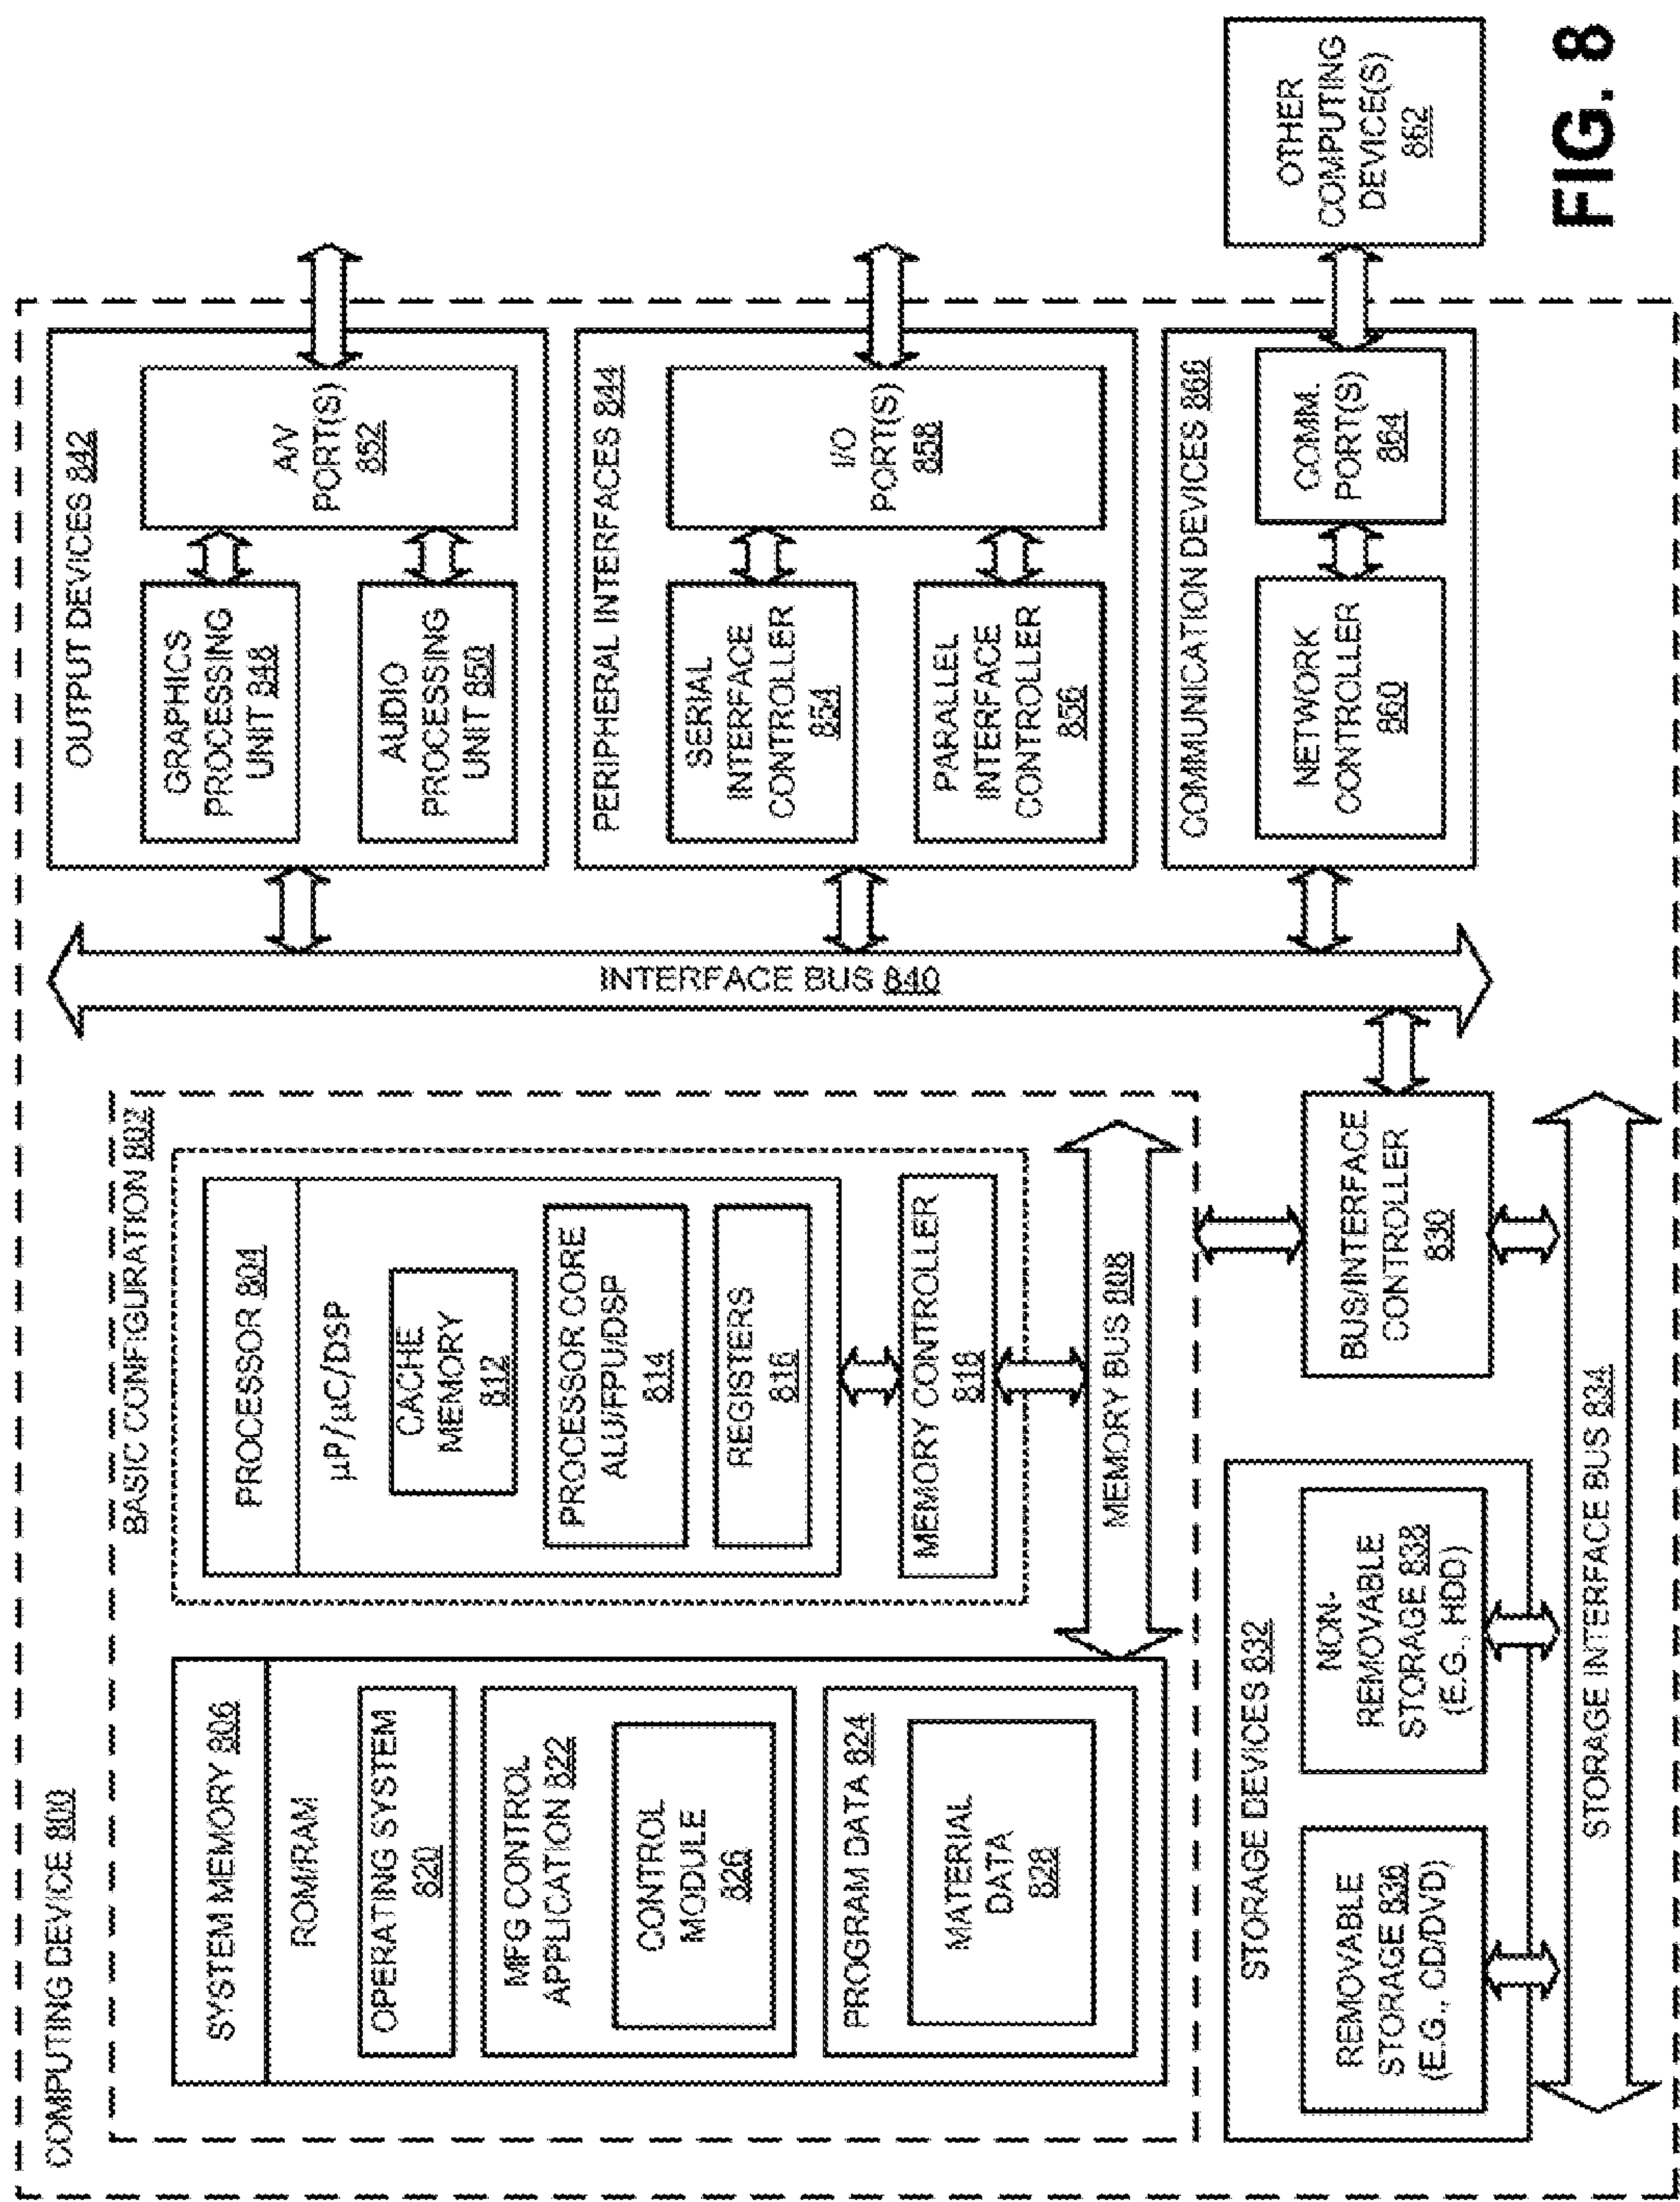 COMPUTING DEVICE 800
BASIC CONFIGURATION 802
SYSTEM MEMORY 806
ROM/RAM
OPERATING SYSTEM
820
MFG CONTROL
APPLICATION 822
CONTROL
MODULE
826
PROGRAM DATA 824
MATERIAL
DATA
828
PROCESSOR 804
µP/µC/DSP
CACHE
MEMORY
812
PROCESSOR CORE
ALU/FPU/DSP
814
REGISTERS
816
MEMORY CONTROLLER
818
MEMORY BUS 808
STORAGE DEVICES 832
REMOVABLE
STORAGE 836
(E.G., CD/DVD)
NON-
REMOVABLE
STORAGE 838
(E.G., HDD)
BUS/INTERFACE
CONTROLLER
830
STORAGE INTERFACE BUS 834
INTERFACE BUS 840
OUTPUT DEVICES 842
GRAPHICS
PROCESSING
UNIT 848
AUDIO
PROCESSING
UNIT 850
A/V
PORT(S)
852
PERIPHERAL INTERFACES 844
SERIAL
INTERFACE
CONTROLLER
854
PARALLEL
INTERFACE
CONTROLLER
856
I/O
PORT(S)
858
COMMUNICATION DEVICES 866
NETWORK
CONTROLLER
860
COMM.
PORT(S)
864
OTHER
COMPUTING
DEVICE(S)
862
FIG. 8